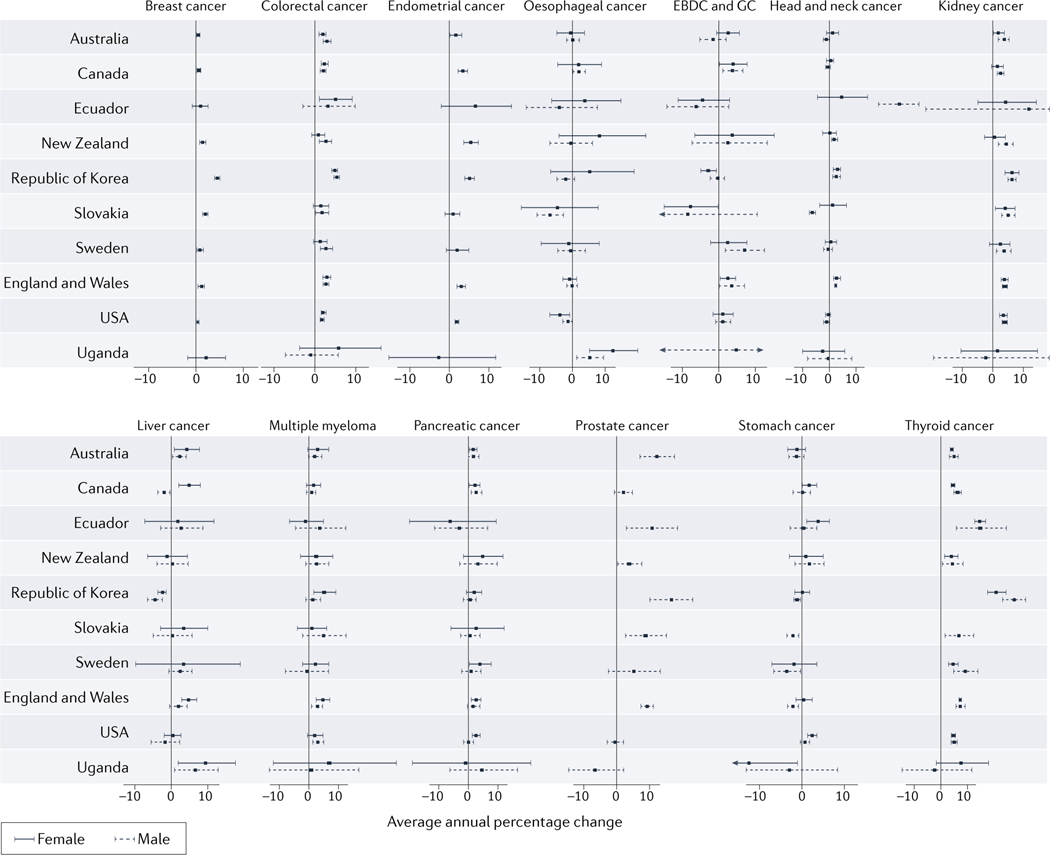 Breast cancer Colorectal cancer Endometrial cancer Oesophageal cancer EBDC and GC Head and neck cancer Kidney cancer
Australia
Canada
Ecuador
New Zealand
Republic of Korea
Slovakia
Sweden
England and Wales
USA
Uganda
−10 0 10 −10 0 10 −10 0 10 −10 0 10 −10 0 10 −10 0 10 −10 0 10
Liver cancer Multiple myeloma Pancreatic cancer Prostate cancer Stomach cancer Thyroid cancer
Australia
Canada
Ecuador
New Zealand
Republic of Korea
Slovakia
Sweden
England and Wales
USA
Uganda
−10 0 10 −10 0 10 −10 0 10 −10 0 10 −10 0 10 −10 0 10
Average annual percentage change
Female Male